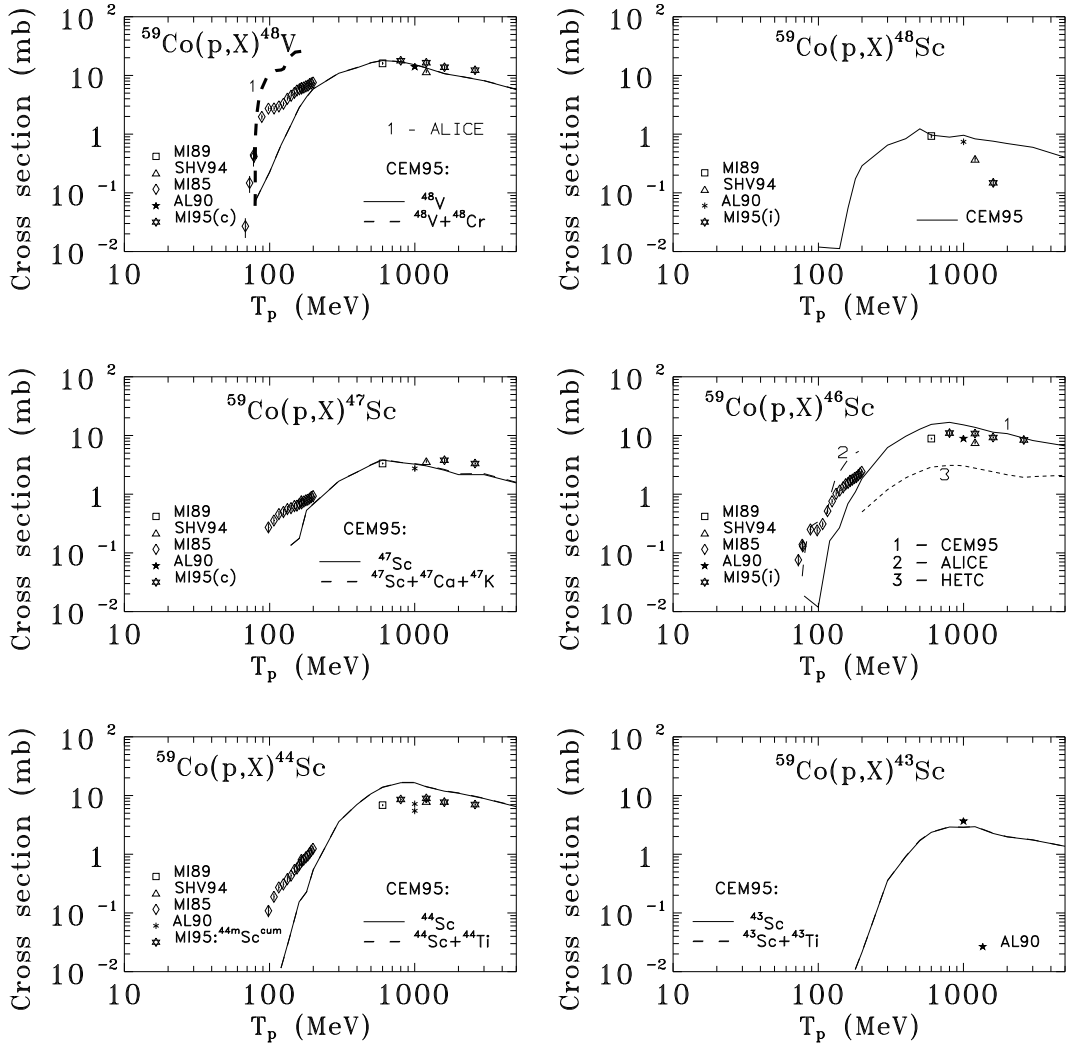 ⁵⁹Co(p,X)⁴⁸V
Cross section (mb)
10 ²
10
1
10 ⁻¹
10 ⁻²
1
1 - ALICE
MI89
SHV94
MI85
AL90
MI95(c)
CEM95:
⁴⁸V
⁴⁸V+⁴⁸Cr
10 100 1000
Tₚ (MeV)
⁵⁹Co(p,X)⁴⁸Sc
Cross section (mb)
10 ²
10
1
10 ⁻¹
10 ⁻²
MI89
SHV94
AL90
MI95(i)
CEM95
10 100 1000
Tₚ (MeV)
⁵⁹Co(p,X)⁴⁷Sc
Cross section (mb)
10 ²
10
1
10 ⁻¹
10 ⁻²
MI89
SHV94
MI85
AL90
MI95(c)
CEM95:
⁴⁷Sc
⁴⁷Sc+⁴⁷Ca+⁴⁷K
10 100 1000
Tₚ (MeV)
⁵⁹Co(p,X)⁴⁶Sc
Cross section (mb)
10 ²
10
1
10 ⁻¹
10 ⁻²
1
2
3
MI89
SHV94
MI85
AL90
MI95(i)
1 - CEM95
2 - ALICE
3 - HETC
10 100 1000
Tₚ (MeV)
⁵⁹Co(p,X)⁴⁴Sc
Cross section (mb)
10 ²
10
1
10 ⁻¹
10 ⁻²
MI89
SHV94
MI85
AL90
MI95:⁴⁴ᵐSc^cum
CEM95:
⁴⁴Sc
⁴⁴Sc+⁴⁴Ti
10 100 1000
Tₚ (MeV)
⁵⁹Co(p,X)⁴³Sc
Cross section (mb)
10 ²
10
1
10 ⁻¹
10 ⁻²
CEM95:
⁴³Sc
⁴³Sc+⁴³Ti
AL90
10 100 1000
Tₚ (MeV)